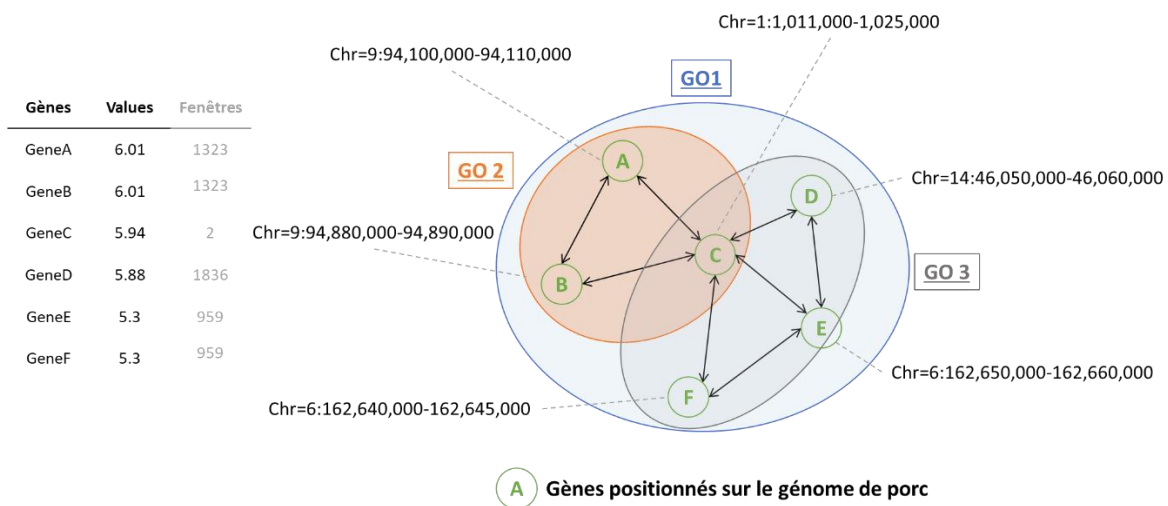 Chr=1:1,011,000-1,025,000
Chr=9:94,100,000-94,110,000
GO1
Gènes Values Fenêtres
GeneA 6.01 1323
GeneB 6.01 1323
GeneC 5.94 2
GeneD 5.88 1836
GeneE 5.3 959
GeneF 5.3 959
GO 2
A
D
Chr=14:46,050,000-46,060,000
Chr=9:94,880,000-94,890,000
C
B
GO 3
E
Chr=6:162,650,000-162,660,000
F
Chr=6:162,640,000-162,645,000
A Gènes positionnés sur le génome de porc